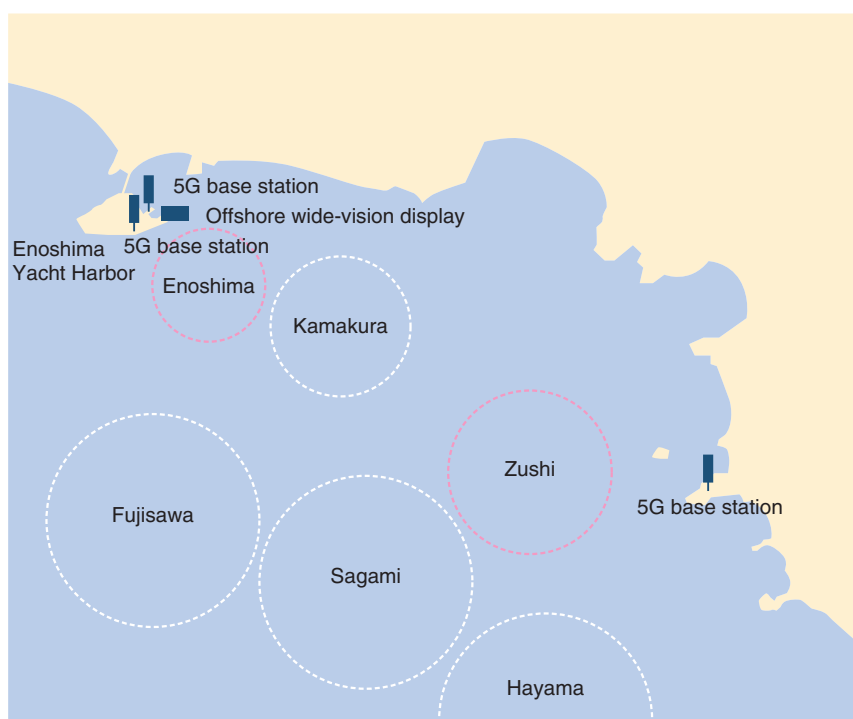 5G base station
Offshore wide-vision display
5G base station
Enoshima
Yacht Harbor
Enoshima
Kamakura
Zushi
5G base station
Fujisawa
Sagami
Hayama